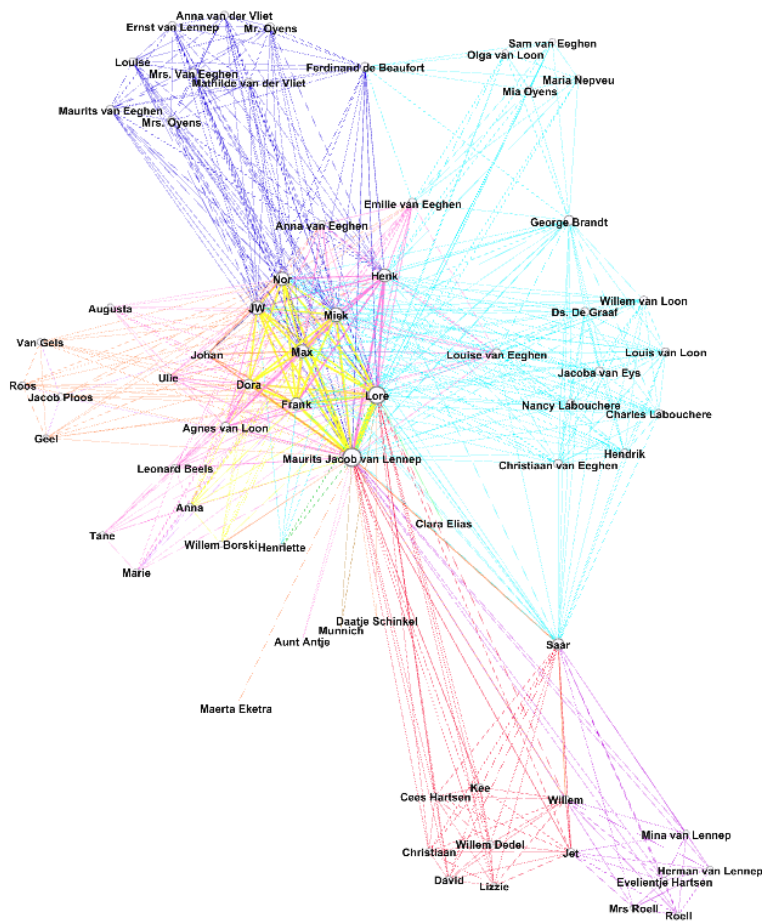 Anna van der Vliet
Ernst van Lennep
Mr. Oyens
Sam van Eeghen
Olga van Loon
Louise
Ferdinand de Beaufort
Mrs. Van Eeghen
Mathilde van der Vliet
Maria Nepveu
Mia Oyens
Maurits van Eeghen
Mrs. Oyens
Emilie van Eeghen
Anna van Eeghen
George Brandt
Nor
Henk
Augusta
JW
Miek
Willem van Loon
Ds. De Graaf
Van Gels
Johan
Max
Louise van Eeghen
Louis van Loon
Ulie
Dora
Jacoba van Eys
Roos
Jacob Ploos
Frank
Lore
Nancy Labouchere
Charles Labouchere
Geel
Agnes van Loon
Maurits Jacob van Lennep
Hendrik
Leonard Beels
Christiaan van Eeghen
Anna
Clara Elias
Tane
Willem Borski
Henriette
Marie
Daatje Schinkel
Munnich
Aunt Antje
Saar
Maerta Eketra
Kee
Cees Hartsen
Willem
Mina van Lennep
Willem Dedel
Christiaan
Jet
Herman van Lennep
David
Lizzie
Evelientje Hartsen
Mrs Roell
Roell